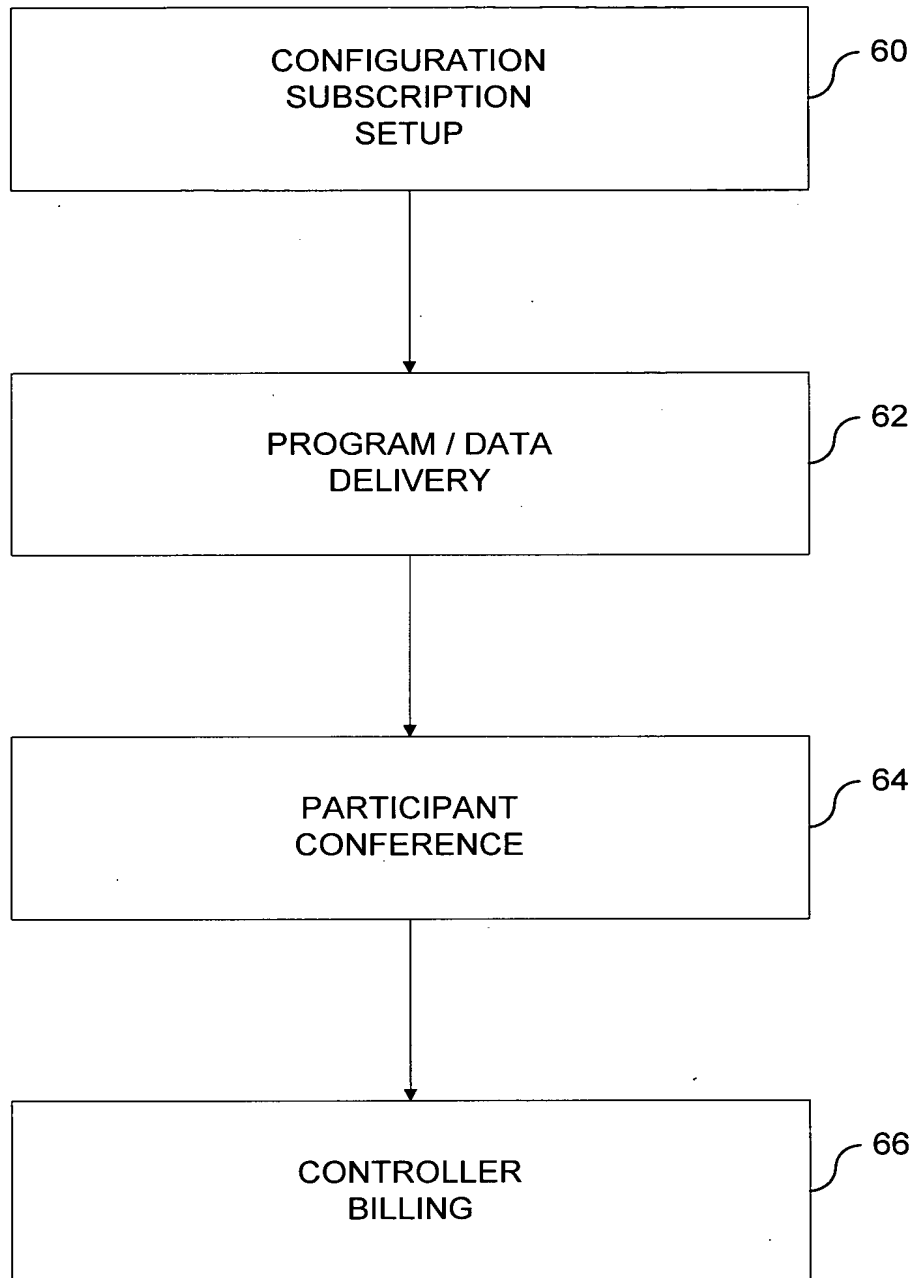 CONFIGURATION
SUBSCRIPTION
SETUP
60
PROGRAM / DATA
DELIVERY
62
PARTICIPANT
CONFERENCE
64
CONTROLLER
BILLING
66